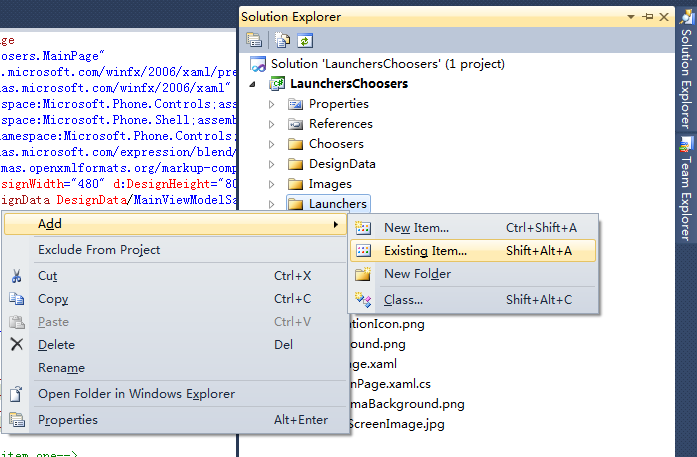 Solution Explorer
Solution 'LaunchersChoosers' (1 project)
LaunchersChoosers
Properties
References
Choosers
DesignData
Images
Launchers
ationIcon.png
ound.png
age.xaml
nPage.xaml.cs
maBackground.png
ScreenImage.jpg
age
osers.MainPage"
s.microsoft.com/winfx/2006/xaml/pre
as.microsoft.com/winfx/2006/xaml"
space:Microsoft.Phone.Controls;as
space:Microsoft.Phone.Shell;assemb
namespace:Microsoft.Phone.Controls;
as.microsoft.com/expression/blend/
mas.openxmlformats.org/markup-comp
signWidth="480" d:DesignHeight="80
ignData DesignData/MainViewModelSa
Add
Exclude From Project
Cut Ctrl+X
Copy Ctrl+C
Paste Ctrl+V
Delete Del
Rename
Open Folder in Windows Explorer
Properties Alt+Enter
New Item... Ctrl+Shift+A
Existing Item... Shift+Alt+A
New Folder
Class... Shift+Alt+C
item one-->
Solution Explorer
Team Explorer